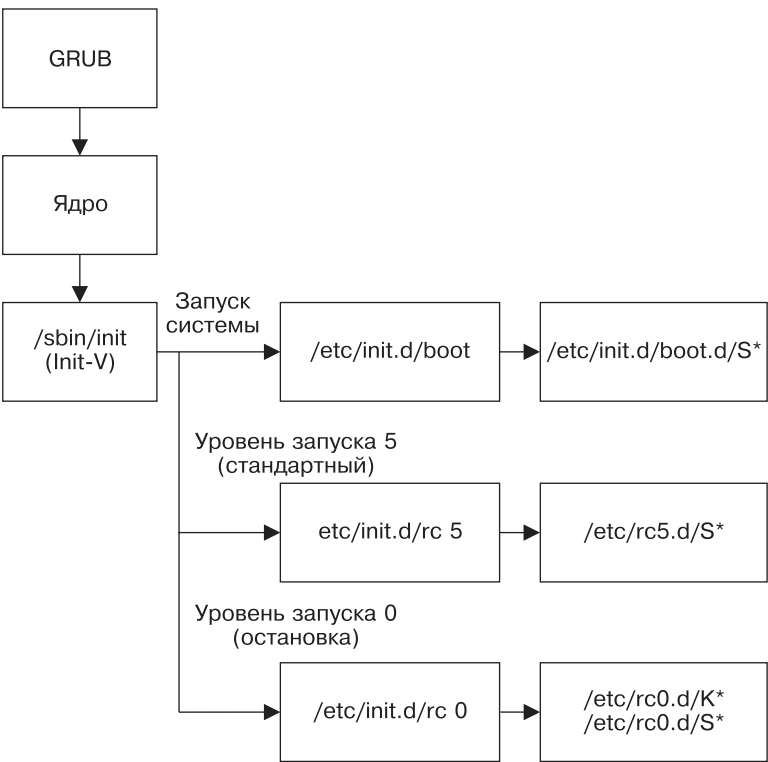 GRUB
Ядро
/sbin/init
(Init-V)
Запуск
системы
/etc/init.d/boot
/etc/init.d/boot.d/S*
Уровень запуска 5
(стандартный)
etc/init.d/rc 5
/etc/rc5.d/S*
Уровень запуска 0
(остановка)
/etc/init.d/rc 0
/etc/rc0.d/K*
/etc/rc0.d/S*